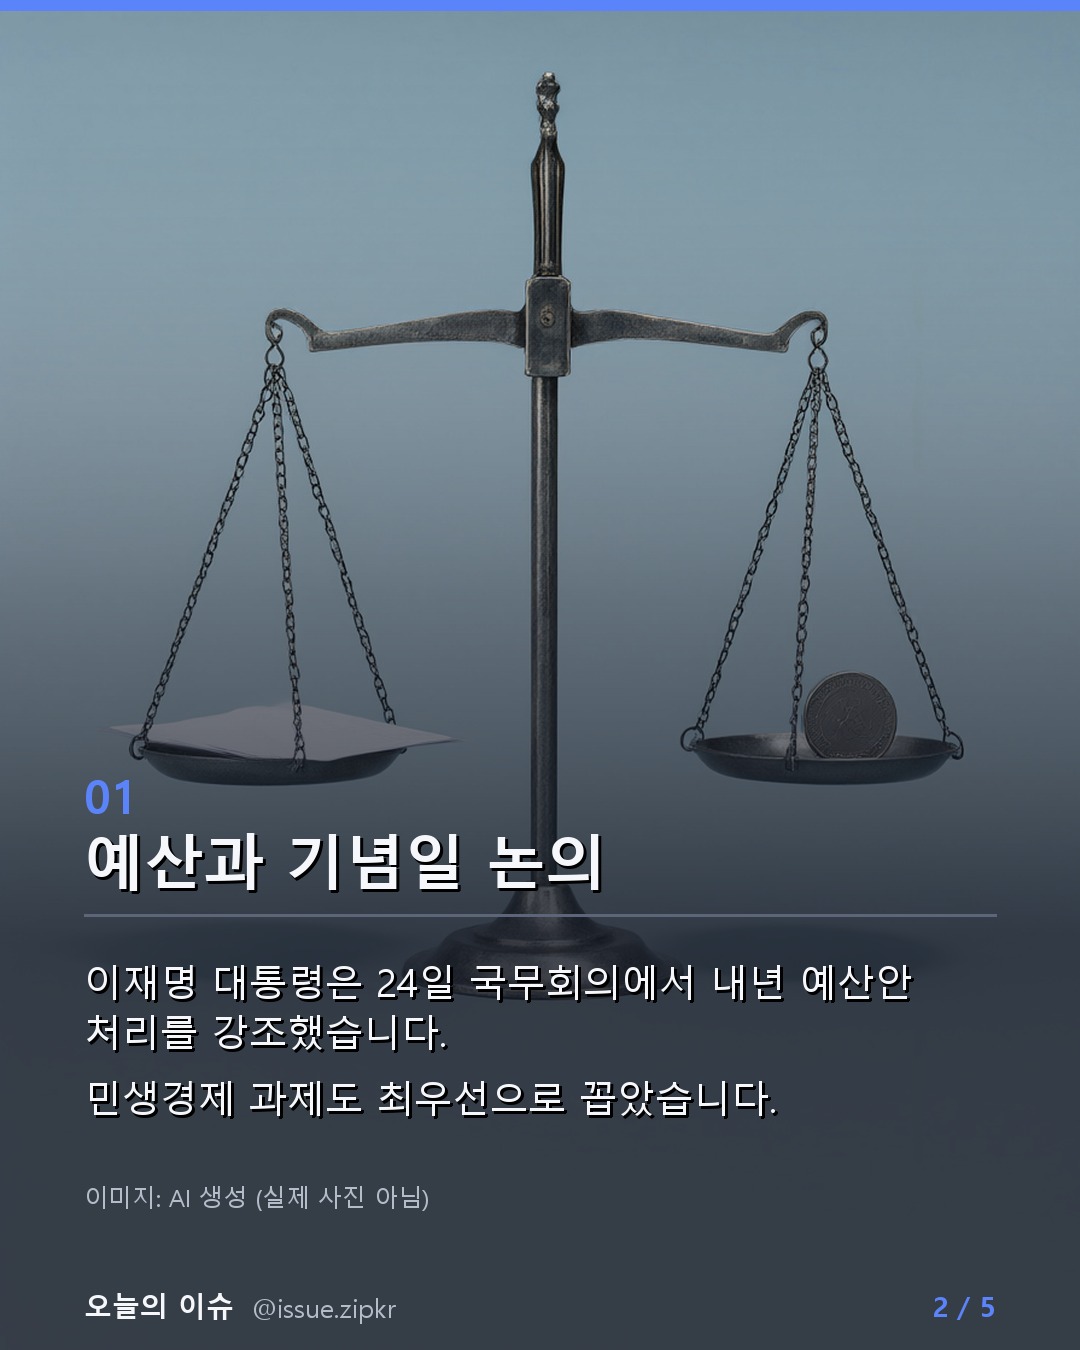 01
예산과 기념일 논의
이재명 대통령은 24일 국무회의에서 내년 예산안
처리를 강조했습니다.
민생경제 과제도 최우선으로 꼽았습니다.
이미지: AI 생성 (실제 사진 아님)
오늘의 이슈 @issue.zipkr 2 / 5